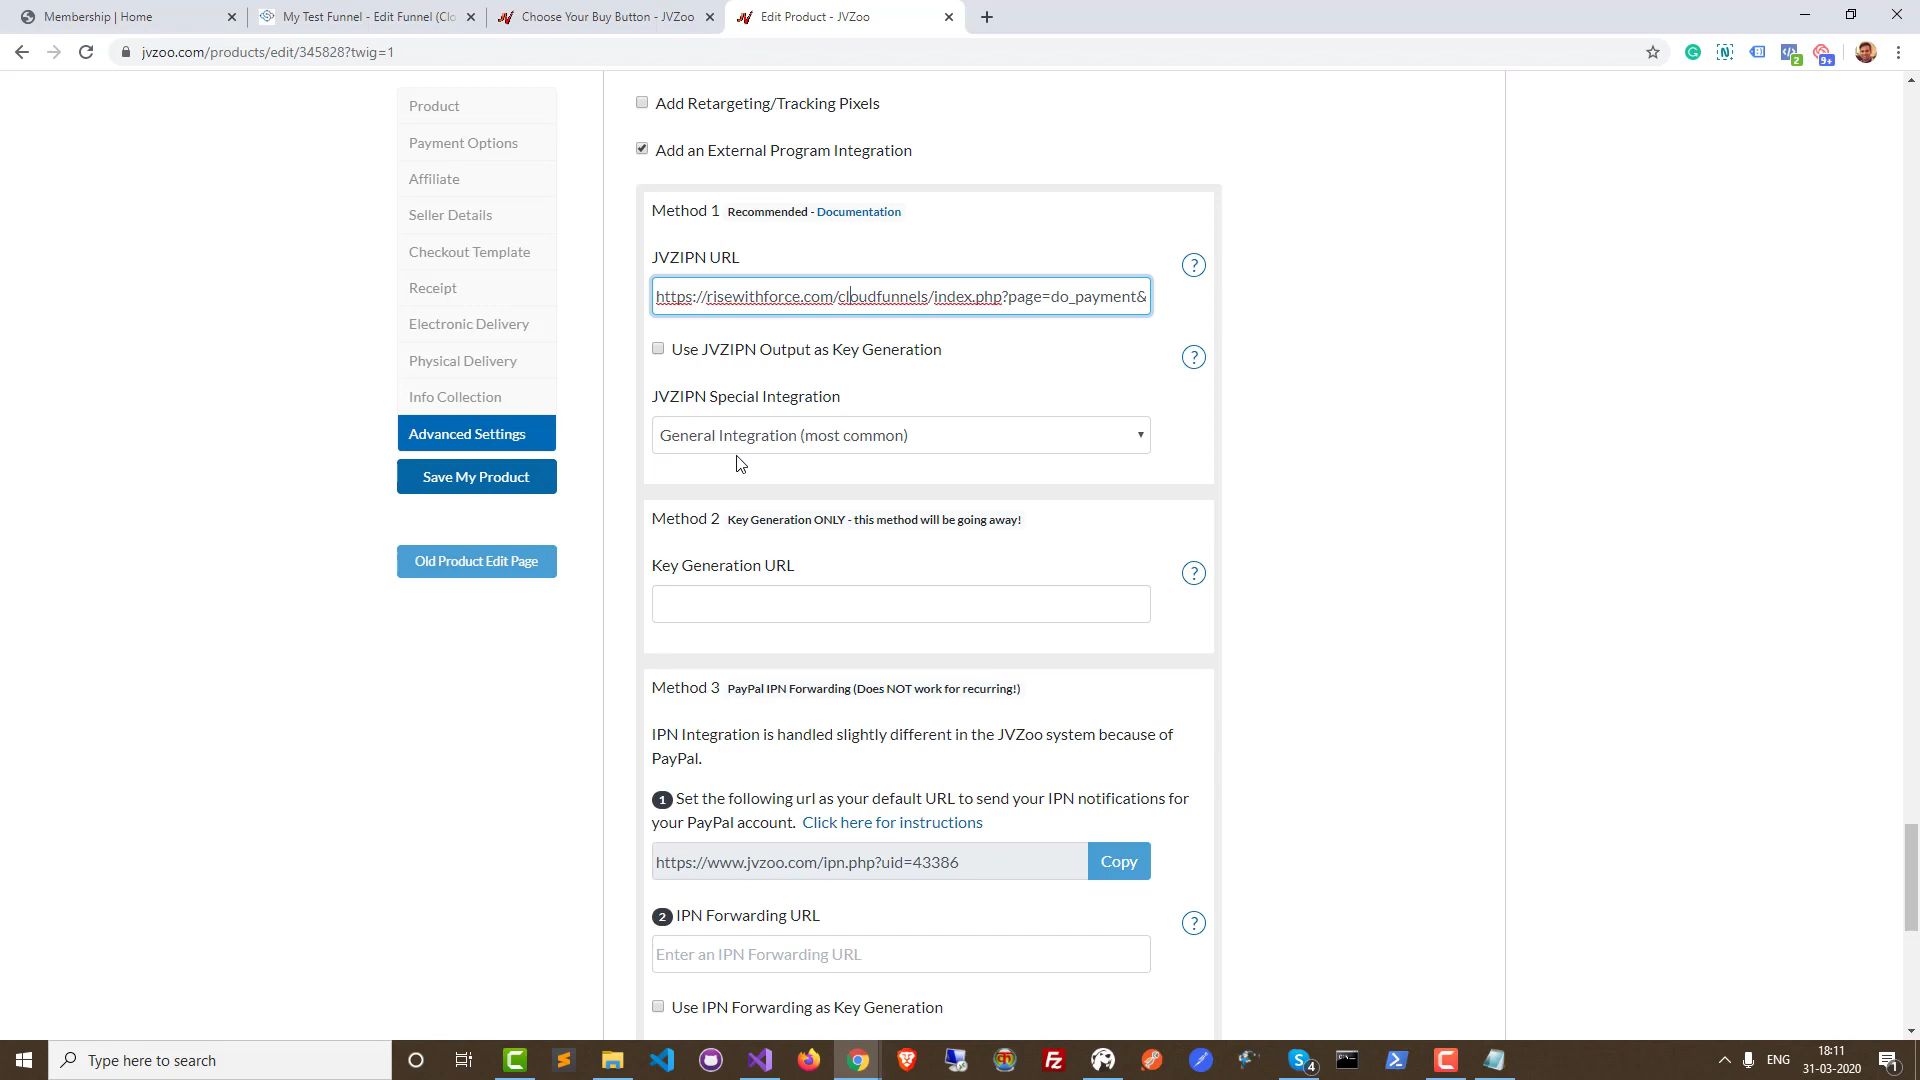 Membership | Home
My Test Funnel - Edit Funnel (Clo
Choose Your Buy Button - JVZoo
Edit Product - JVZoo
jvzoo.com/products/edit/345828?twig=1
2
9+
Product
Payment Options
Affiliate
Seller Details
Checkout Template
Receipt
Electronic Delivery
Physical Delivery
Info Collection
Advanced Settings
Save My Product
Old Product Edit Page
Add Retargeting/Tracking Pixels
Add an External Program Integration
Method 1 Recommended - Documentation
JVZIPN URL
?
https://risewithforce.com/cloudfunnels/index.php?page=do_payment&
Use JVZIPN Output as Key Generation
?
JVZIPN Special Integration
General Integration (most common)
Method 2 Key Generation ONLY - this method will be going away!
Key Generation URL
?
Method 3 PayPal IPN Forwarding (Does NOT work for recurring!)
IPN Integration is handled slightly different in the JVZoo system because of
PayPal.
1 Set the following url as your default URL to send your IPN notifications for
your PayPal account. Click here for instructions
https://www.jvzoo.com/ipn.php?uid=43386
Copy
2 IPN Forwarding URL
?
Enter an IPN Forwarding URL
Use IPN Forwarding as Key Generation
Type here to search
4
ENG
18:11
31-03-2020
1